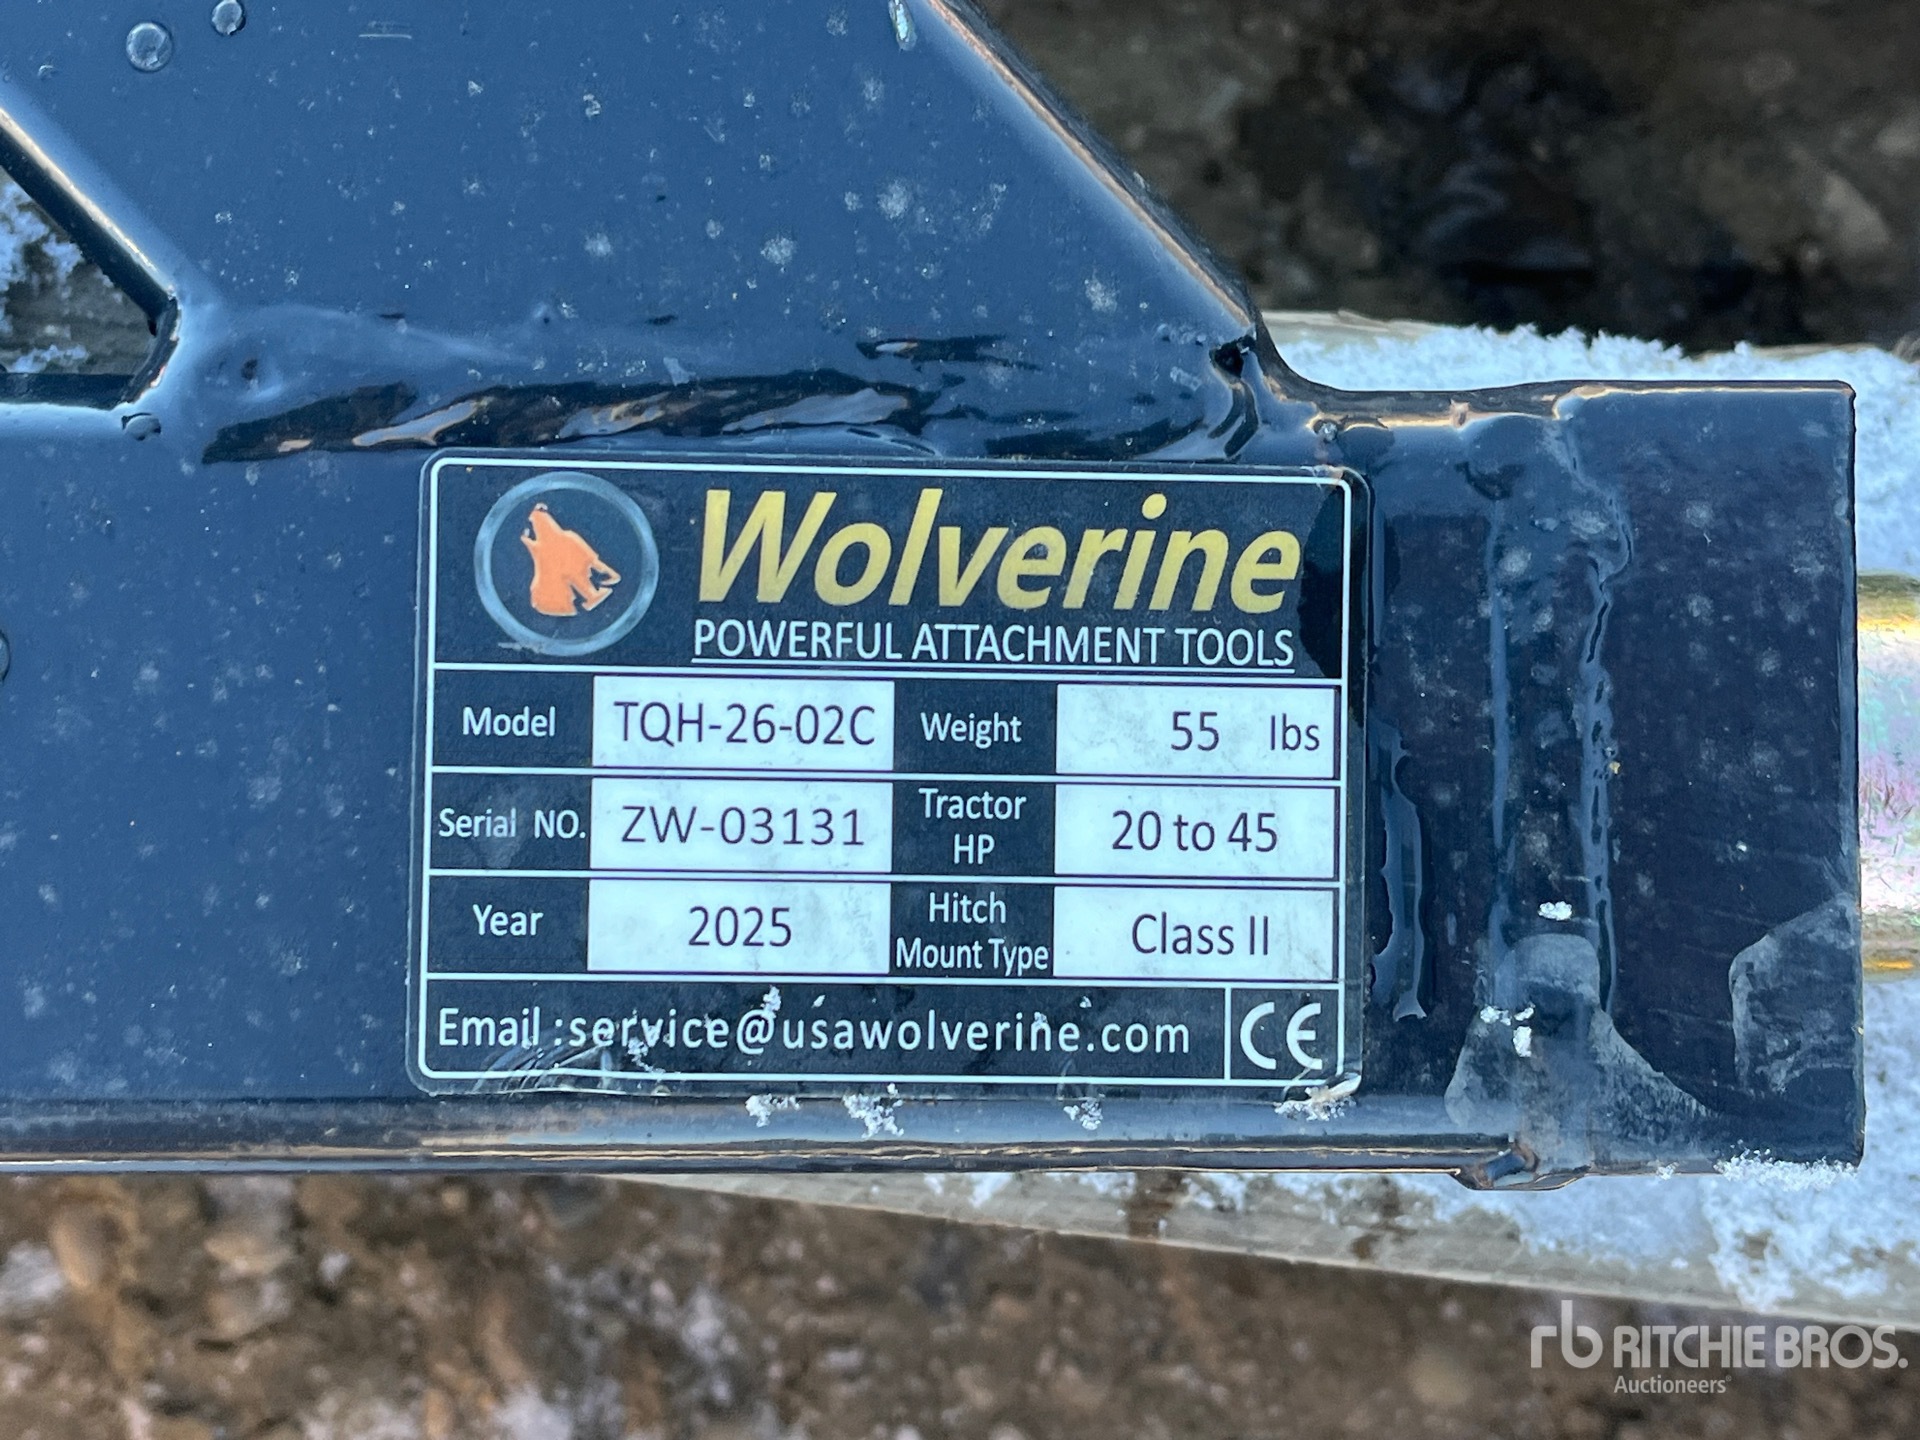 Wolverine
POWERFUL ATTACHMENT TOOLS
Model TQH-26-02C Weight 55 lbs
Serial NO. ZW-03131 Tractor HP 20 to 45
Year 2025 Hitch Mount Type Class II
Email :service@usawolverine.com CE
rb RITCHIE BROS.
Auctioneers